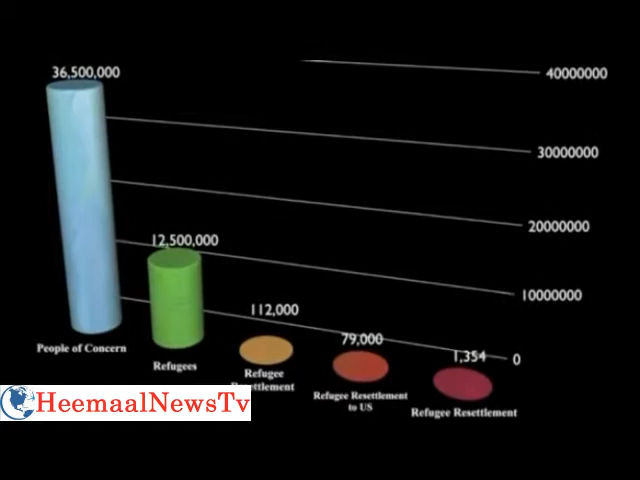 36,500,000
40000000
30000000
20000000
12,500,000
10000000
112,000
79,000
1,354
0
People of Concern
Refugees
Refugee
Refugee Resettlement
to US
Refugee Resettlement
HeemaalNewsTv